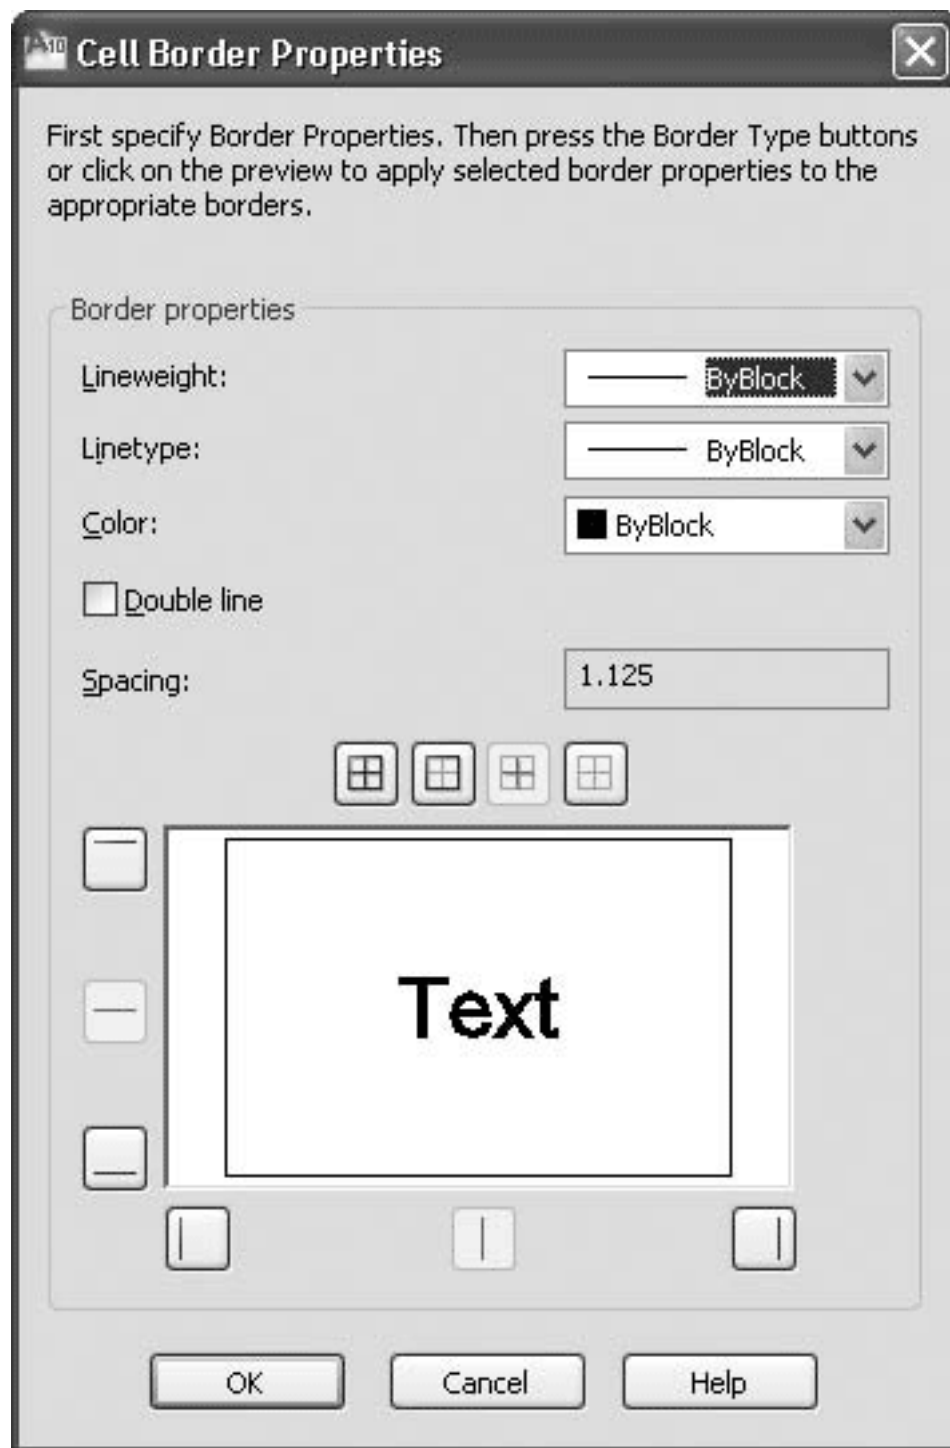 Cell Border Properties
First specify Border Properties. Then press the Border Type buttons
or click on the preview to apply selected border properties to the
appropriate borders.
Border properties
Lineweight: ByBlock
Linetype: ByBlock
Color: ByBlock
Double line
Spacing: 1.125
Text
OK Cancel Help